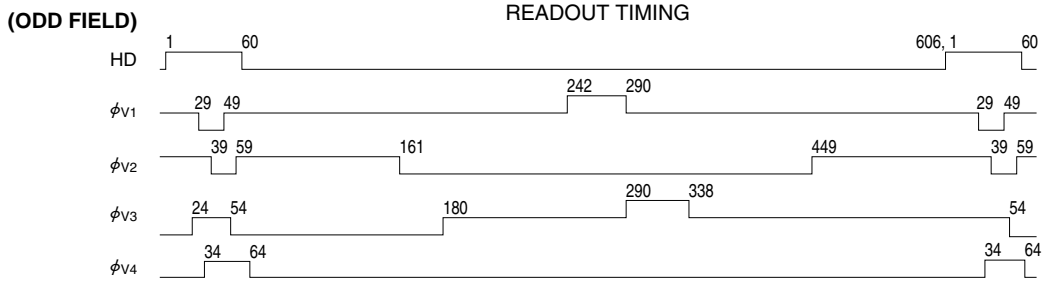 READOUT TIMING
(ODD FIELD)
HD 1 60 606, 1 60
ϕV1 29 49 242 290 29 49
ϕV2 39 59 161 449 39 59
ϕV3 24 54 180 290 338 54
ϕV4 34 64 34 64